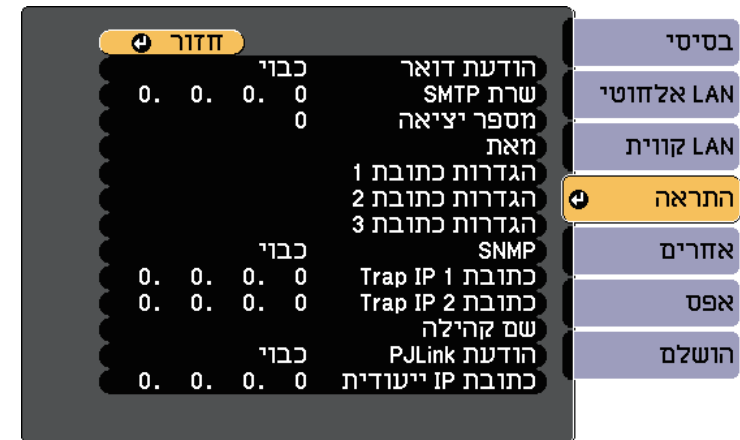 בסיסי
LAN אלחוטי
LAN קווית
התראה
אחרים
אפס
הושלם
חזור
הודעת דואר כבוי
שרת SMTP 0. 0. 0. 0
מספר יציאה 0
מאת
הגדרות כתובת 1
הגדרות כתובת 2
הגדרות כתובת 3
SNMP כבוי
כתובת Trap IP 1 0. 0. 0. 0
כתובת Trap IP 2 0. 0. 0. 0
שם קהילה
הודעת PJLink כבוי
כתובת IP ייעודית 0. 0. 0. 0